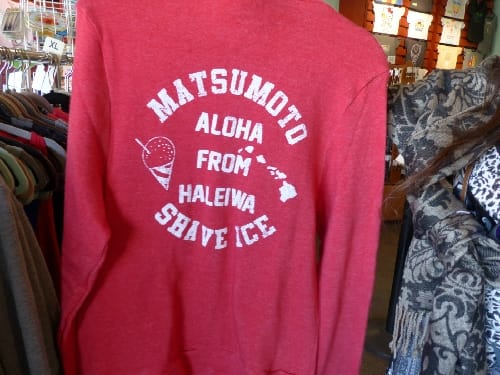 XL
MATSUMOTO
ALOHA
FROM
HALEIWA
SHAVE ICE